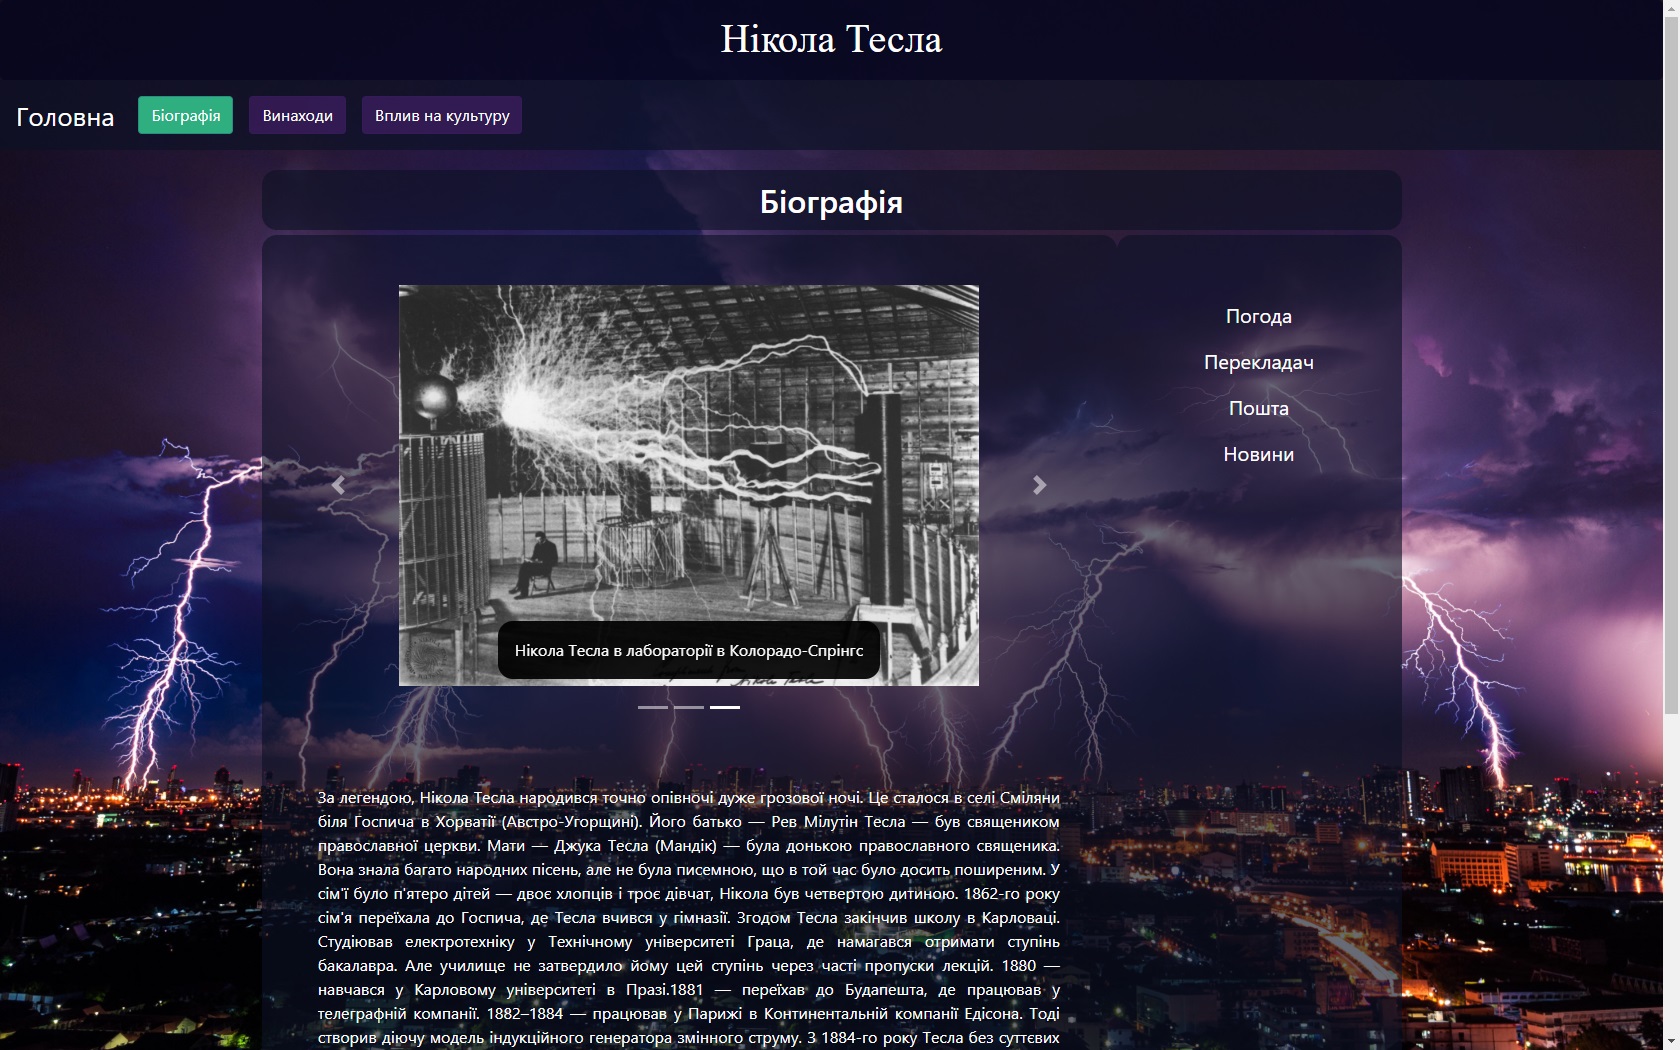 Нікола Тесла
Головна
Біографія
Винаходи
Вплив на культуру
Біографія
Погода
Перекладач
Пошта
Новини
Нікола Тесла в лабораторії в Колорадо-Спрінгс
За легендою, Нікола Тесла народився точно опівночі дуже грозової ночі. Це сталося в селі Сміляни
біля Госпича в Хорватії (Австро-Угорщині). Його батько — Рев Мілутін Тесла — був священиком
православної церкви. Мати — Джука Тесла (Мандік) — була донькою православного священика.
Вона знала багато народних пісень, але не була писемною, що в той час було досить поширеним. У
сім'ї було п'ятеро дітей — двоє хлопців і троє дівчат, Нікола був четвертою дитиною. 1862-го року
сім'я переїхала до Госпича, де Тесла вчився у гімназії. Згодом Тесла закінчив школу в Карловаці.
Студіював електротехніку у Технічному університеті Граца, де намагався отримати ступінь
бакалавра. Але училище не затвердило йому цей ступінь через часті пропуски лекцій. 1880 —
навчався у Карловому університеті в Празі.1881 — переїхав до Будапешта, де працював у
телеграфній компанії. 1882–1884 — працював у Парижі в Континентальній компанії Едісона. Тоді
створив діючу модель індукційного генератора змінного струму. З 1884-го року Тесла без суттєвих